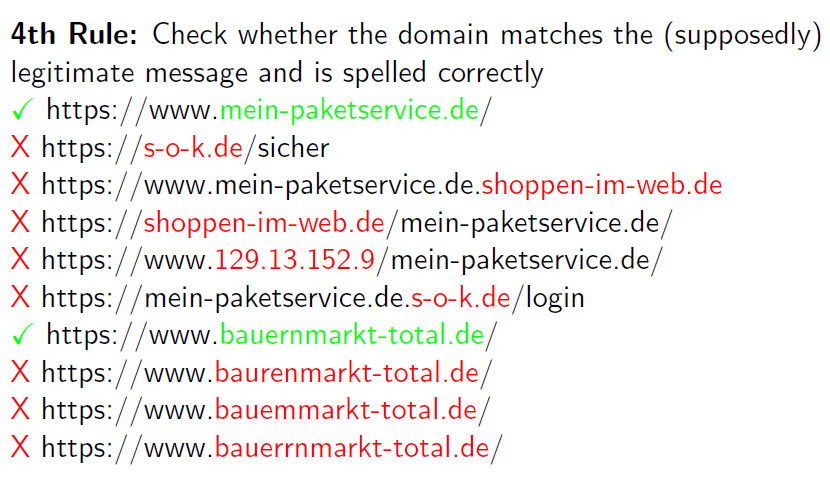 4th Rule: Check whether the domain matches the (supposedly)
legitimate message and is spelled correctly
✓ https://www.mein-paketservice.de/
X https://s-o-k.de/sicher
X https://www.mein-paketservice.de.shoppen-im-web.de
X https://shoppen-im-web.de/mein-paketservice.de/
X https://www.129.13.152.9/mein-paketservice.de/
X https://mein-paketservice.de.s-o-k.de/login
✓ https://www.bauernmarkt-total.de/
X https://www.baurenmarkt-total.de/
X https://www.bauemmarkt-total.de/
X https://www.bauerrnmarkt-total.de/